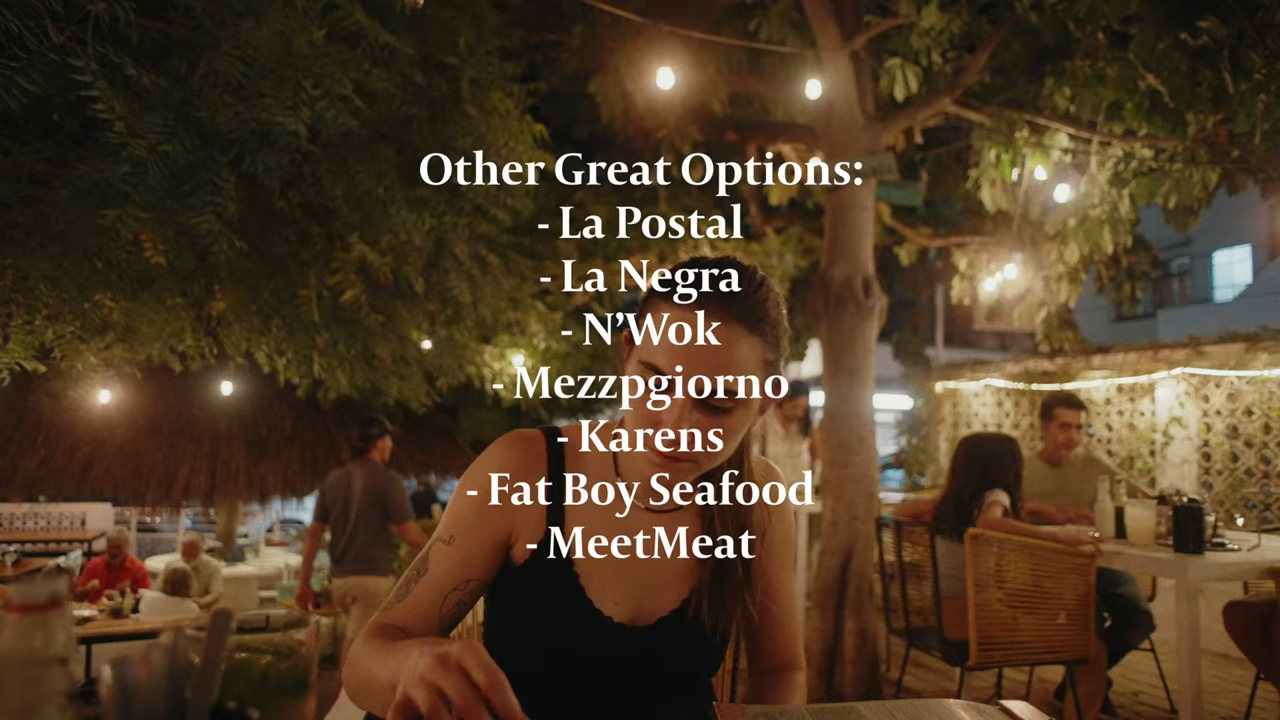 Other Great Options:
- La Postal
- La Negra
- N’Wok
- Mezzpgiorno
- Karens
- Fat Boy Seafood
- MeetMeat